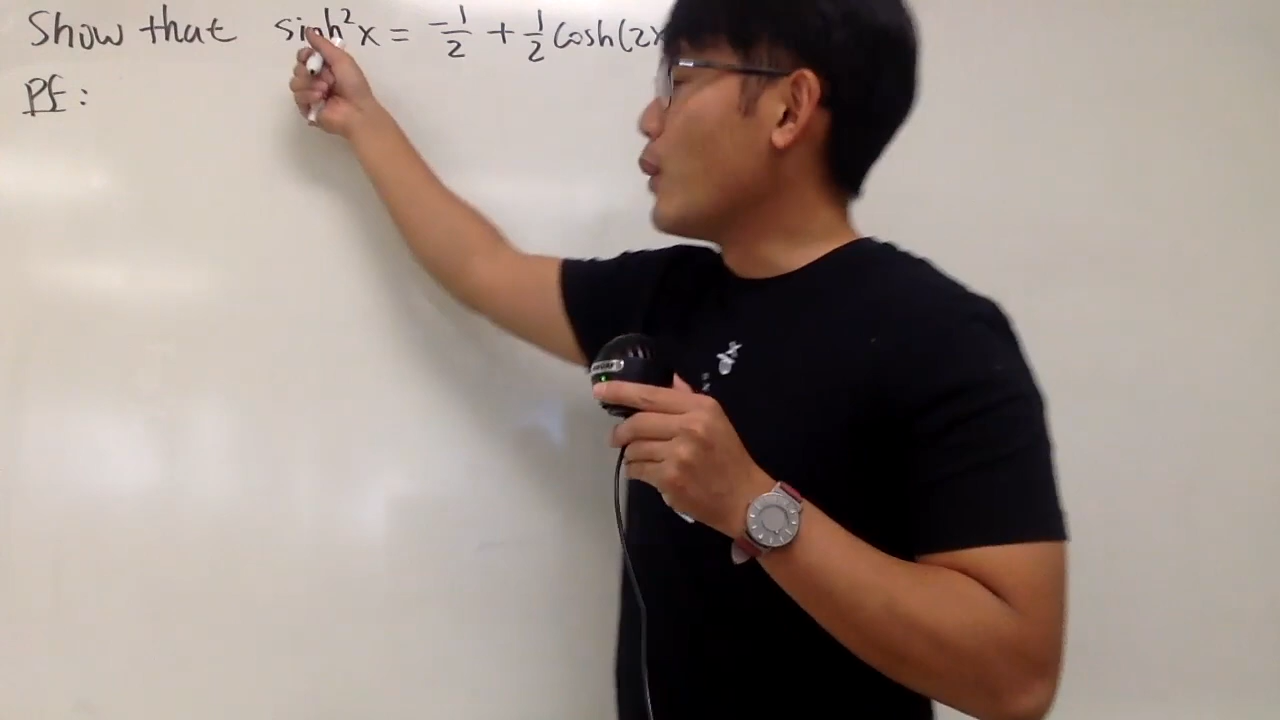 Show that sinh²x = -1/2 + 1/2 cosh(2x
Pf: